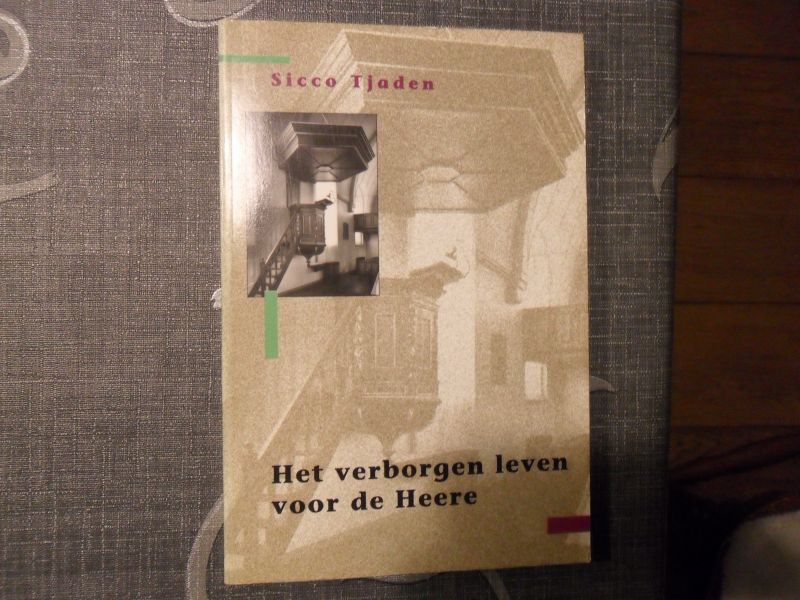 Sicco Tjaden
Het verborgen leven
voor de Heere